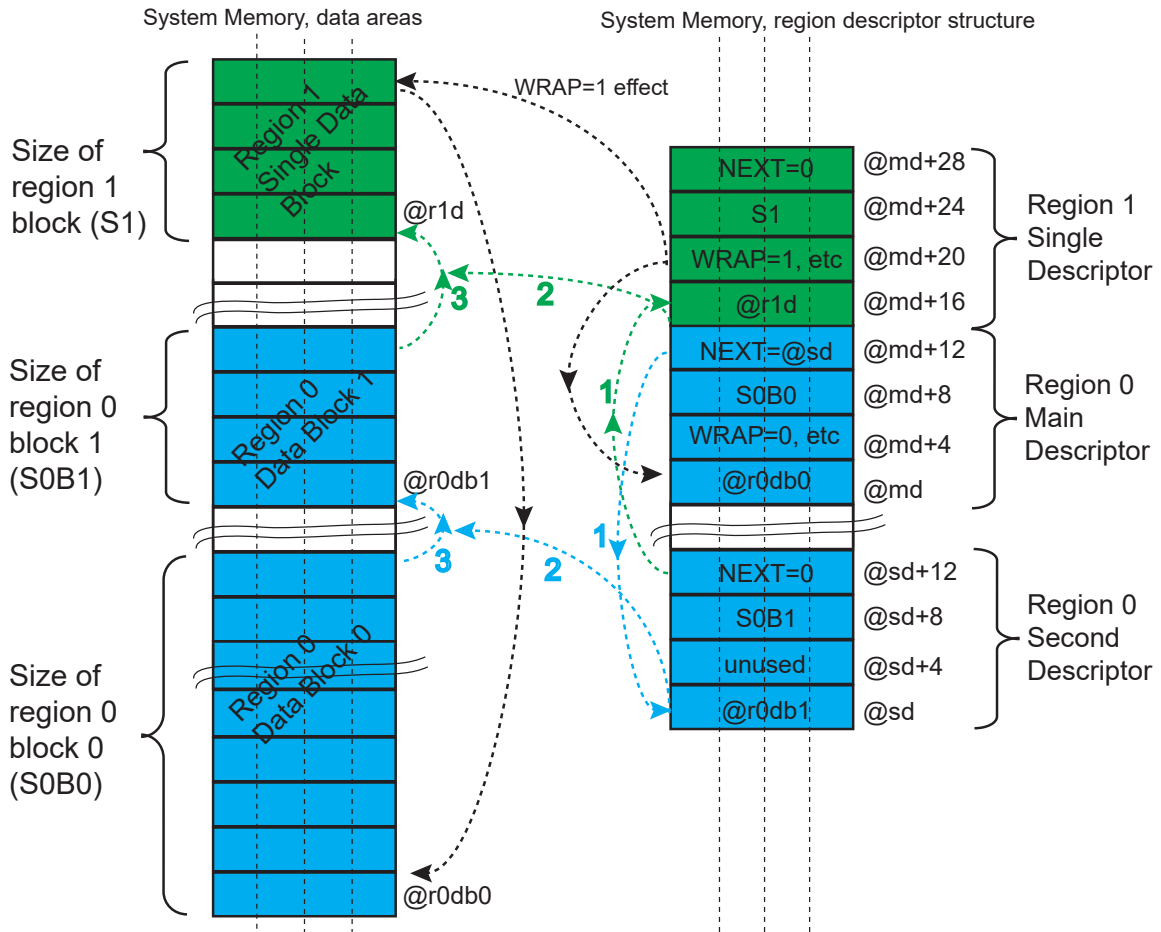 System Memory, data areas
System Memory, region descriptor structure
WRAP=1 effect
Size of
region 1
block (S1)
Region 1
Single Data
Block
@r1d
3
2
Size of
region 0
block 1
(S0B1)
Region 0
Data Block 1
@r0db1
3
2
Size of
region 0
block 0
(S0B0)
Region 0
Data Block 0
@r0db0
1
1
NEXT=0
@md+28
S1
@md+24
WRAP=1, etc
@md+20
@r1d
@md+16
Region 1
Single
Descriptor
NEXT=@sd
@md+12
S0B0
@md+8
WRAP=0, etc
@md+4
@r0db0
@md
Region 0
Main
Descriptor
NEXT=0
@sd+12
S0B1
@sd+8
unused
@sd+4
@r0db1
@sd
Region 0
Second
Descriptor